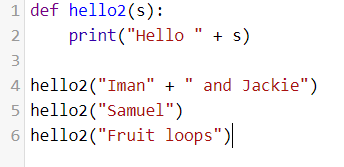 1 def hello2(s):
2     print("Hello " + s)
3
4 hello2("Iman" + " and Jackie")
5 hello2("Samuel")
6 hello2("Fruit loops")